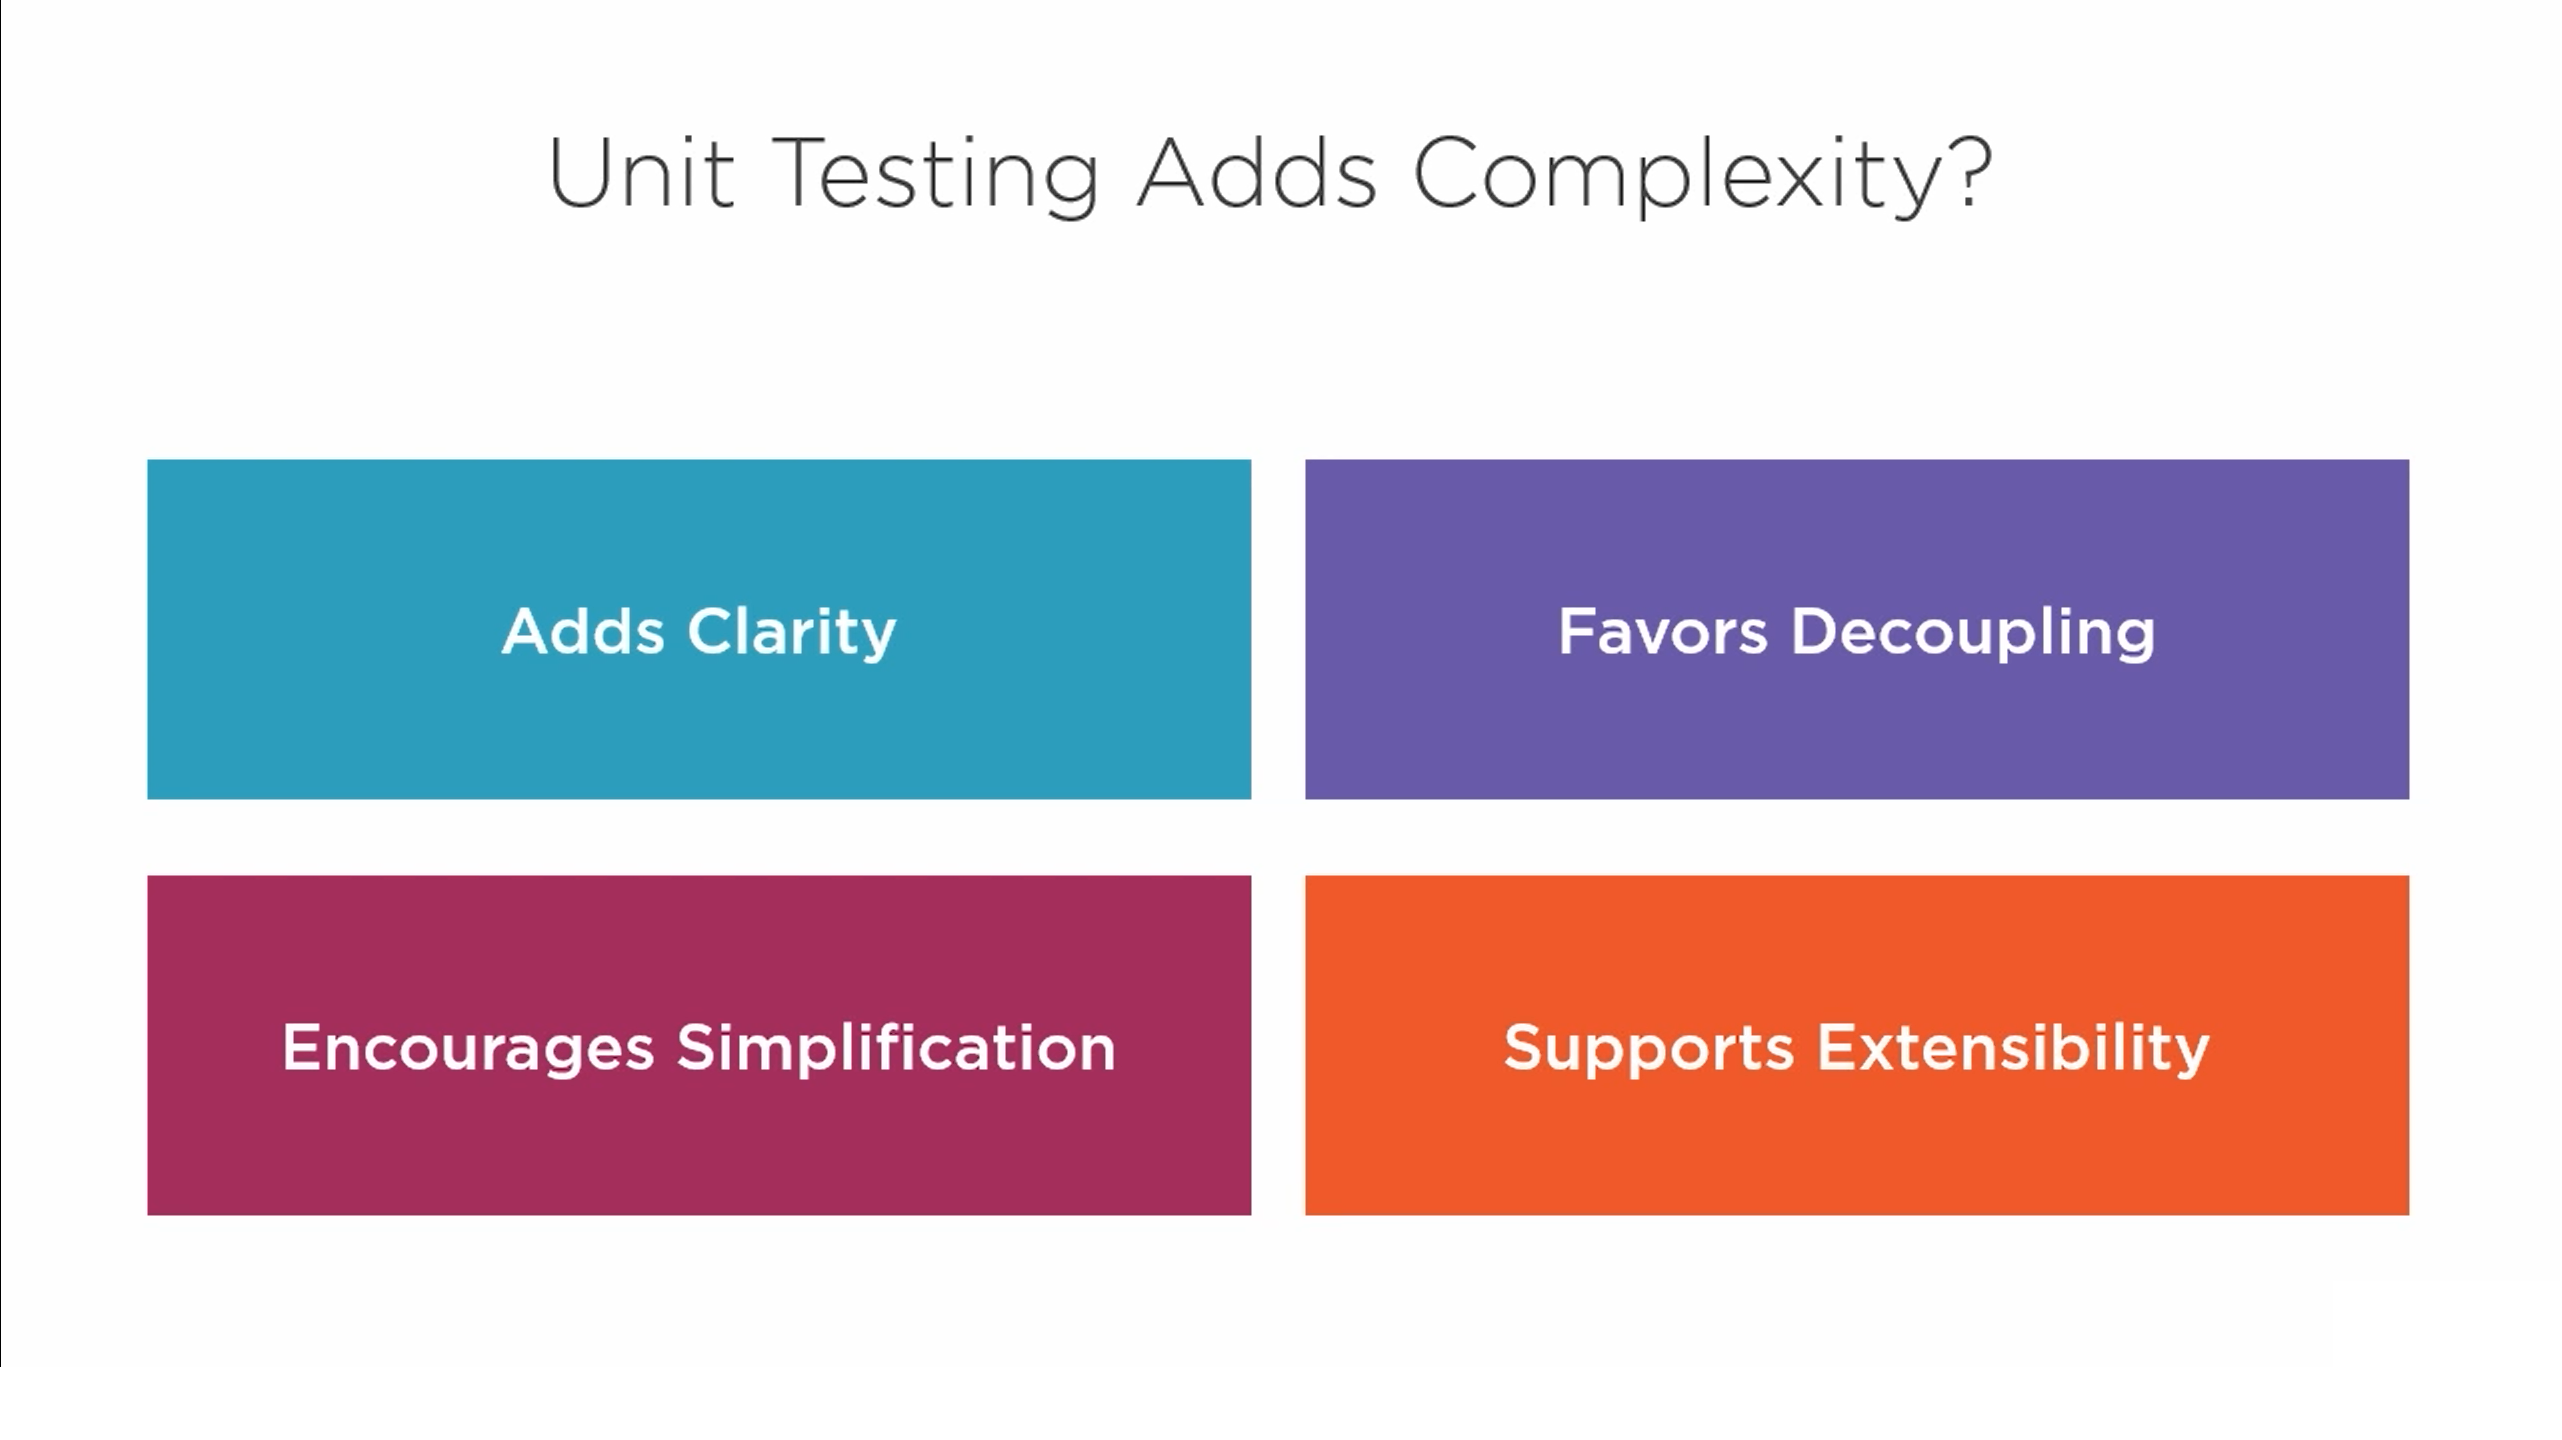 Unit Testing Adds Complexity?
Adds Clarity
Favors Decoupling
Encourages Simplification
Supports Extensibility